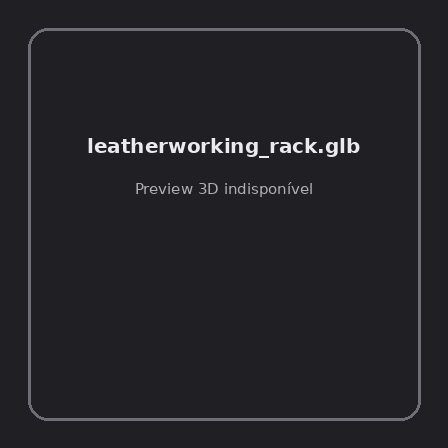 leatherworking_rack.glb
Preview 3D indisponível